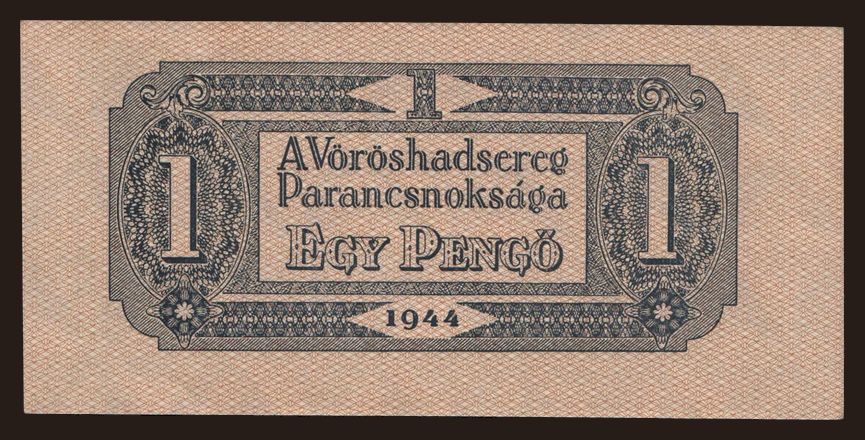 1
A Vöröshadsereg
1 Parancsnoksága 1
EGY PENGŐ
1944